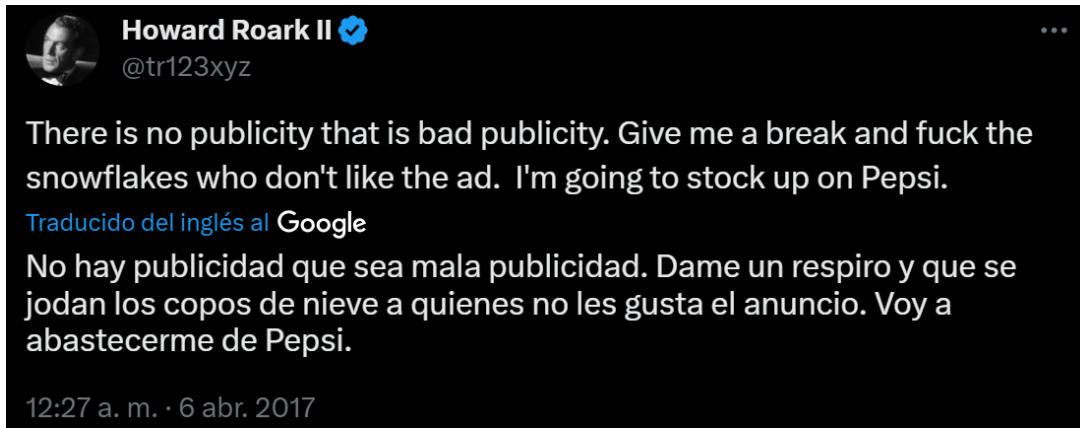 Howard Roark II
@tr123xyz
There is no publicity that is bad publicity. Give me a break and fuck the
snowflakes who don't like the ad.  I'm going to stock up on Pepsi.
Traducido del inglés al Google
No hay publicidad que sea mala publicidad. Dame un respiro y que se
jodan los copos de nieve a quienes no les gusta el anuncio. Voy a
abastecerme de Pepsi.
12:27 a. m. · 6 abr. 2017